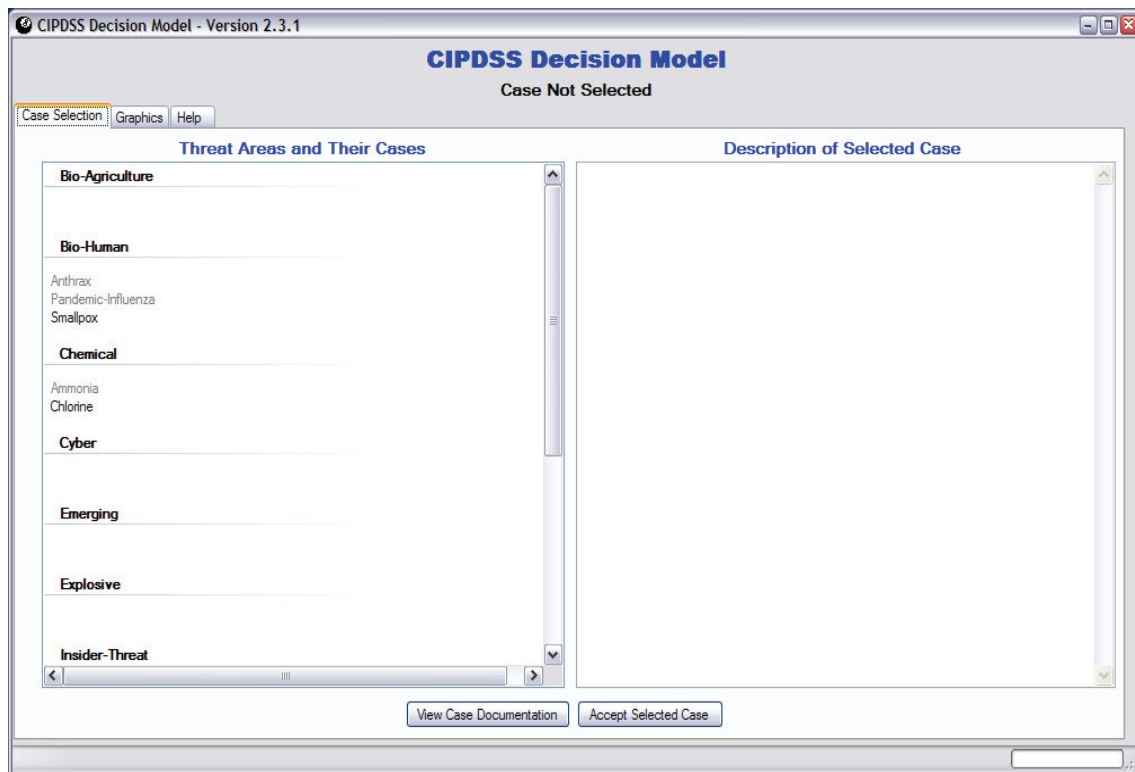 CIPDSS Decision Model - Version 2.3.1
CIPDSS Decision Model
Case Not Selected
Case Selection Graphics Help
Threat Areas and Their Cases
Bio-Agriculture
Bio-Human
Anthrax
Pandemic-Influenza
Smallpox
Chemical
Ammonia
Chlorine
Cyber
Emerging
Explosive
Insider-Threat
Description of Selected Case
View Case Documentation Accept Selected Case